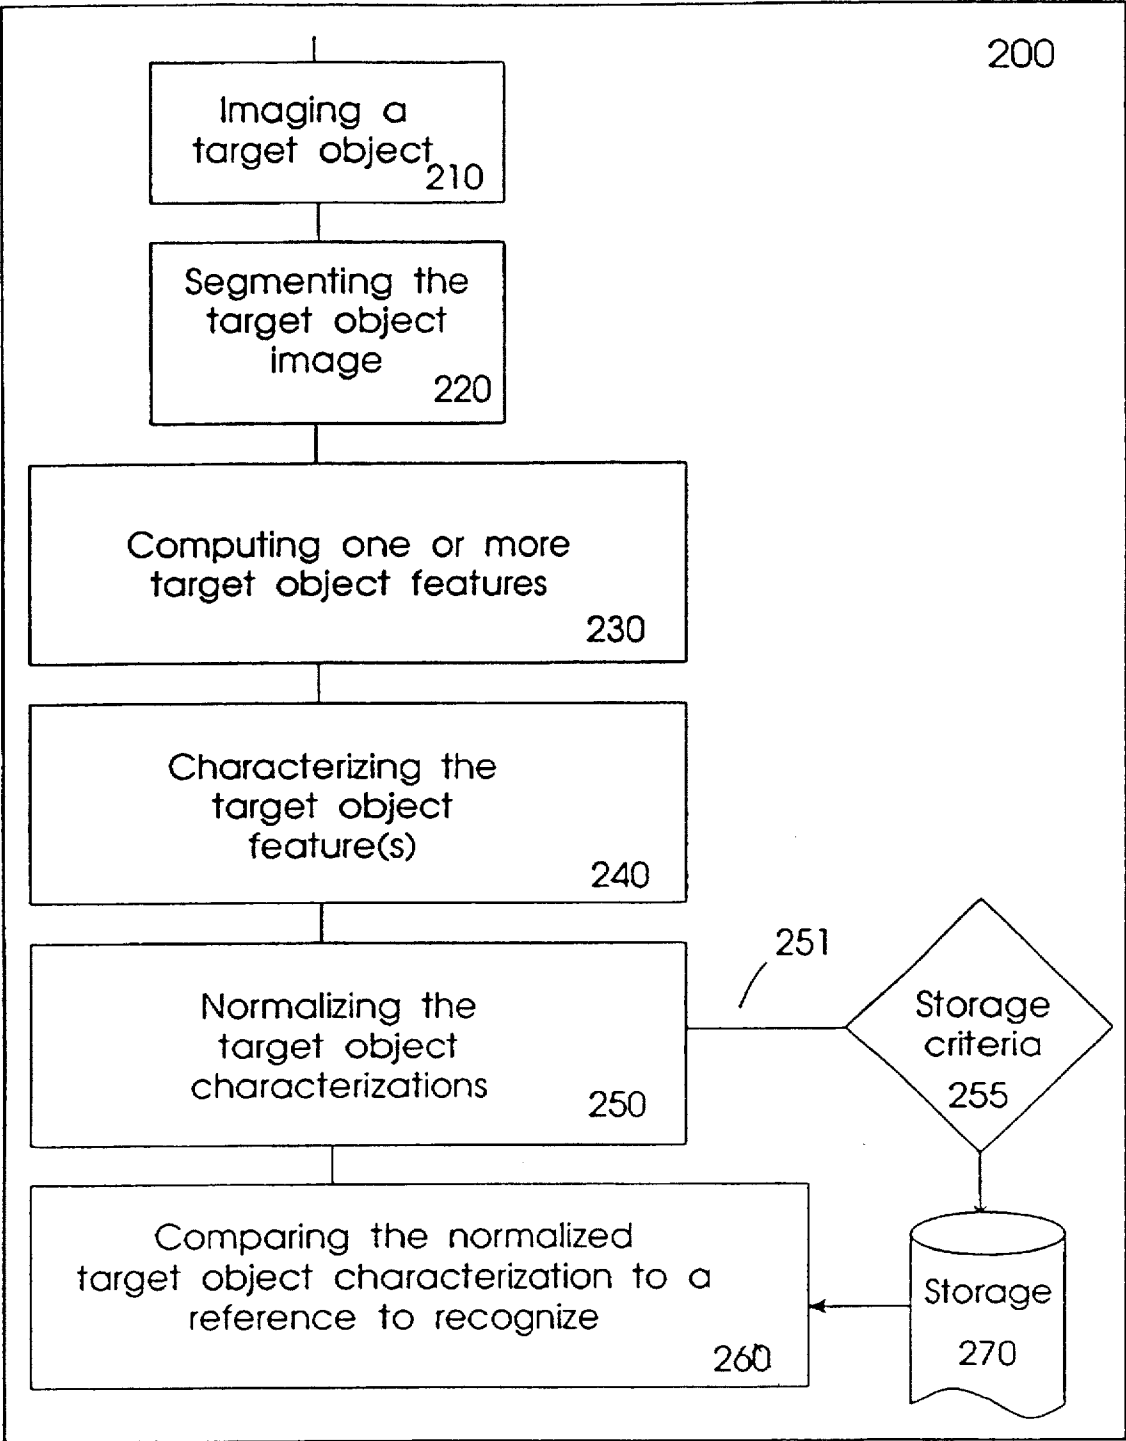 200
Imaging a
target object
210
Segmenting the
target object
image
220
Computing one or more
target object features
230
Characterizing the
target object
feature(s)
240
251
Normalizing the
target object
characterizations
250
Storage
criteria
255
Comparing the normalized
target object characterization to a
reference to recognize
260
Storage
270